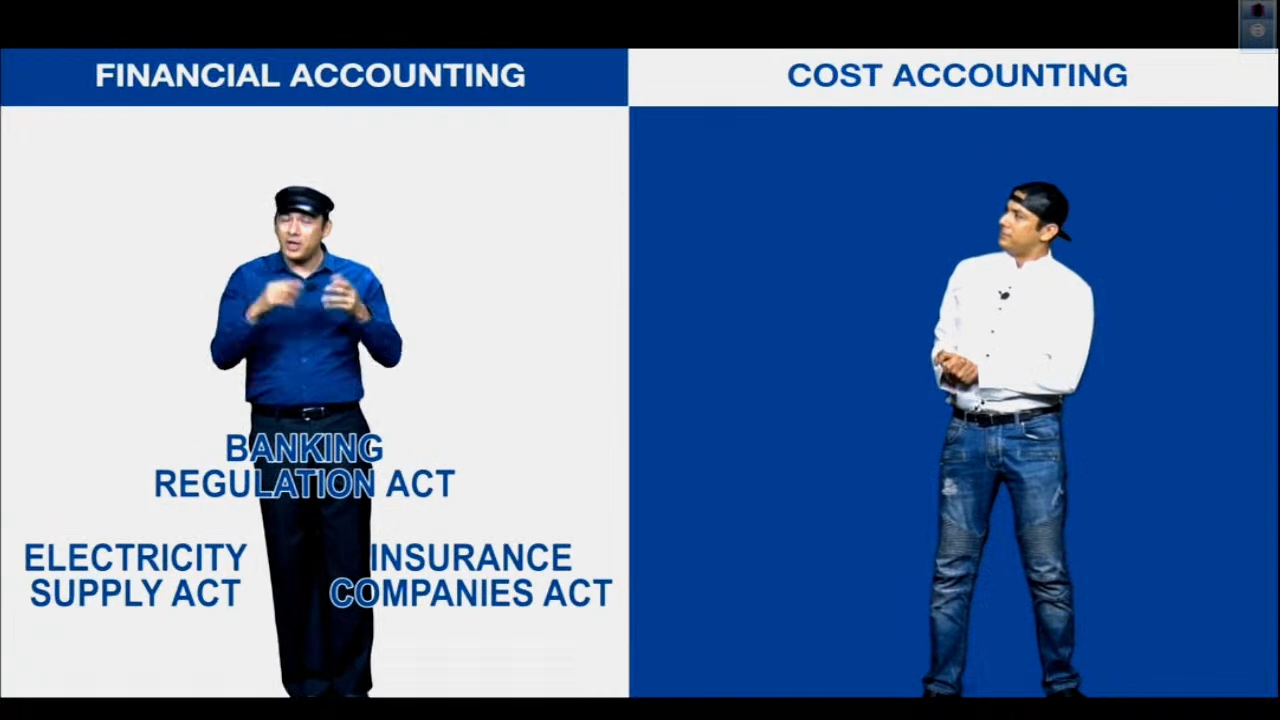 FINANCIAL ACCOUNTING
COST ACCOUNTING
BANKING
REGULATION ACT
ELECTRICITY
SUPPLY ACT
INSURANCE
COMPANIES ACT